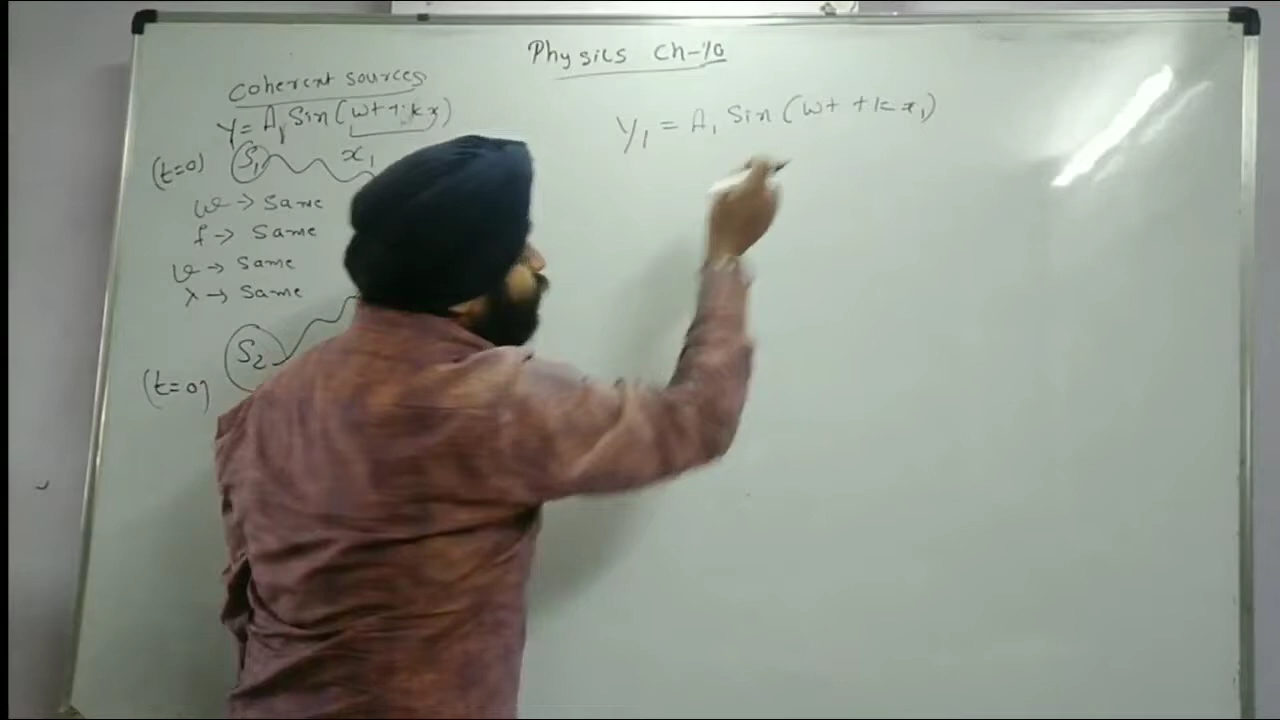 Physics Ch-10
Coherent sources
Y = A₁ Sin(wt + kx)
(t=0) S₁ x₁
v → Same
f → Same
v → Same
λ → Same
S₂
(t=0)
Y₁ = A₁ Sin (wt + kx₁)